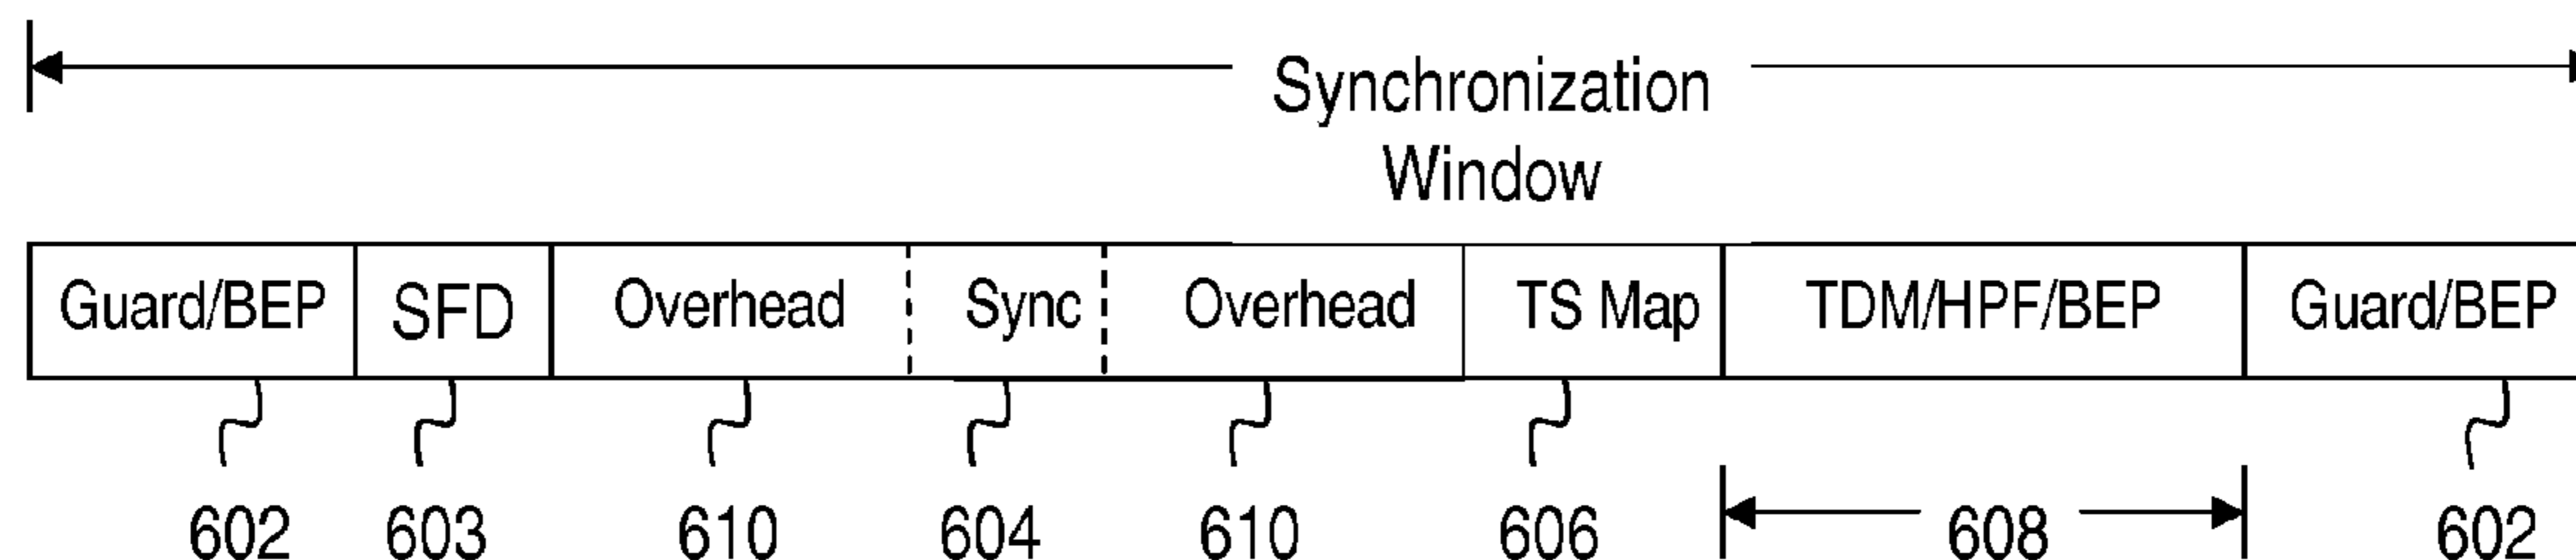 Synchronization
Window
Guard/BEP SFD Overhead Sync Overhead TS Map TDM/HPF/BEP Guard/BEP
602 603 610 604 610 606 608 602